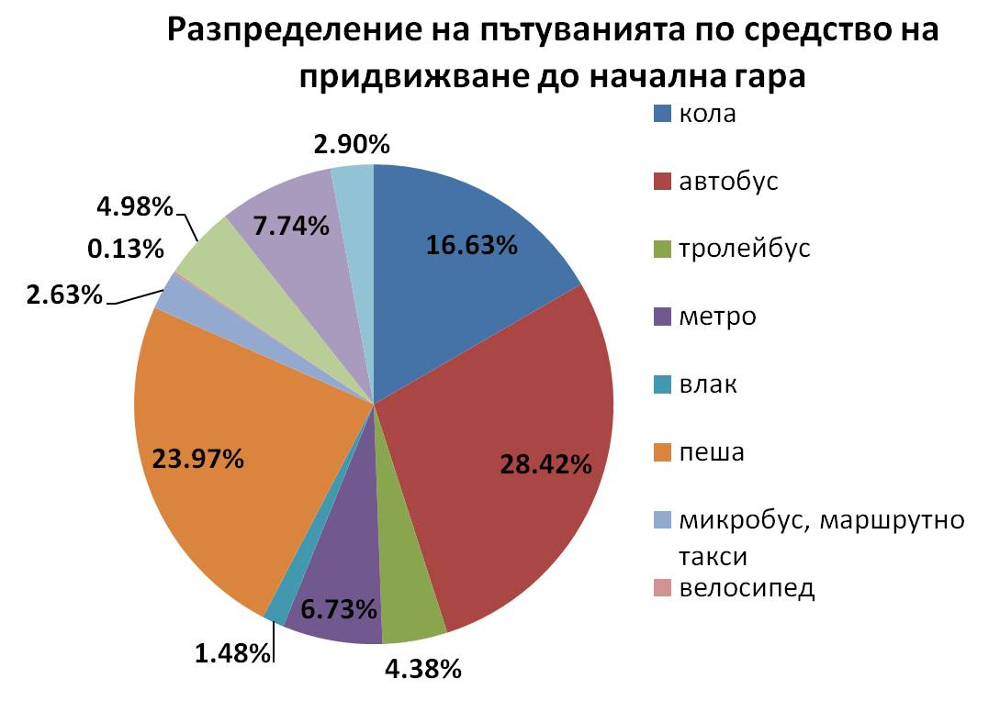 Разпределение на пътуванията по средство на
придвижване до начална гара
2.90%
4.98%
7.74%
0.13%
16.63%
2.63%
23.97%
28.42%
6.73%
1.48%
4.38%
кола
автобус
тролейбус
метро
влак
пеша
микробус, маршрутно
такси
велосипед